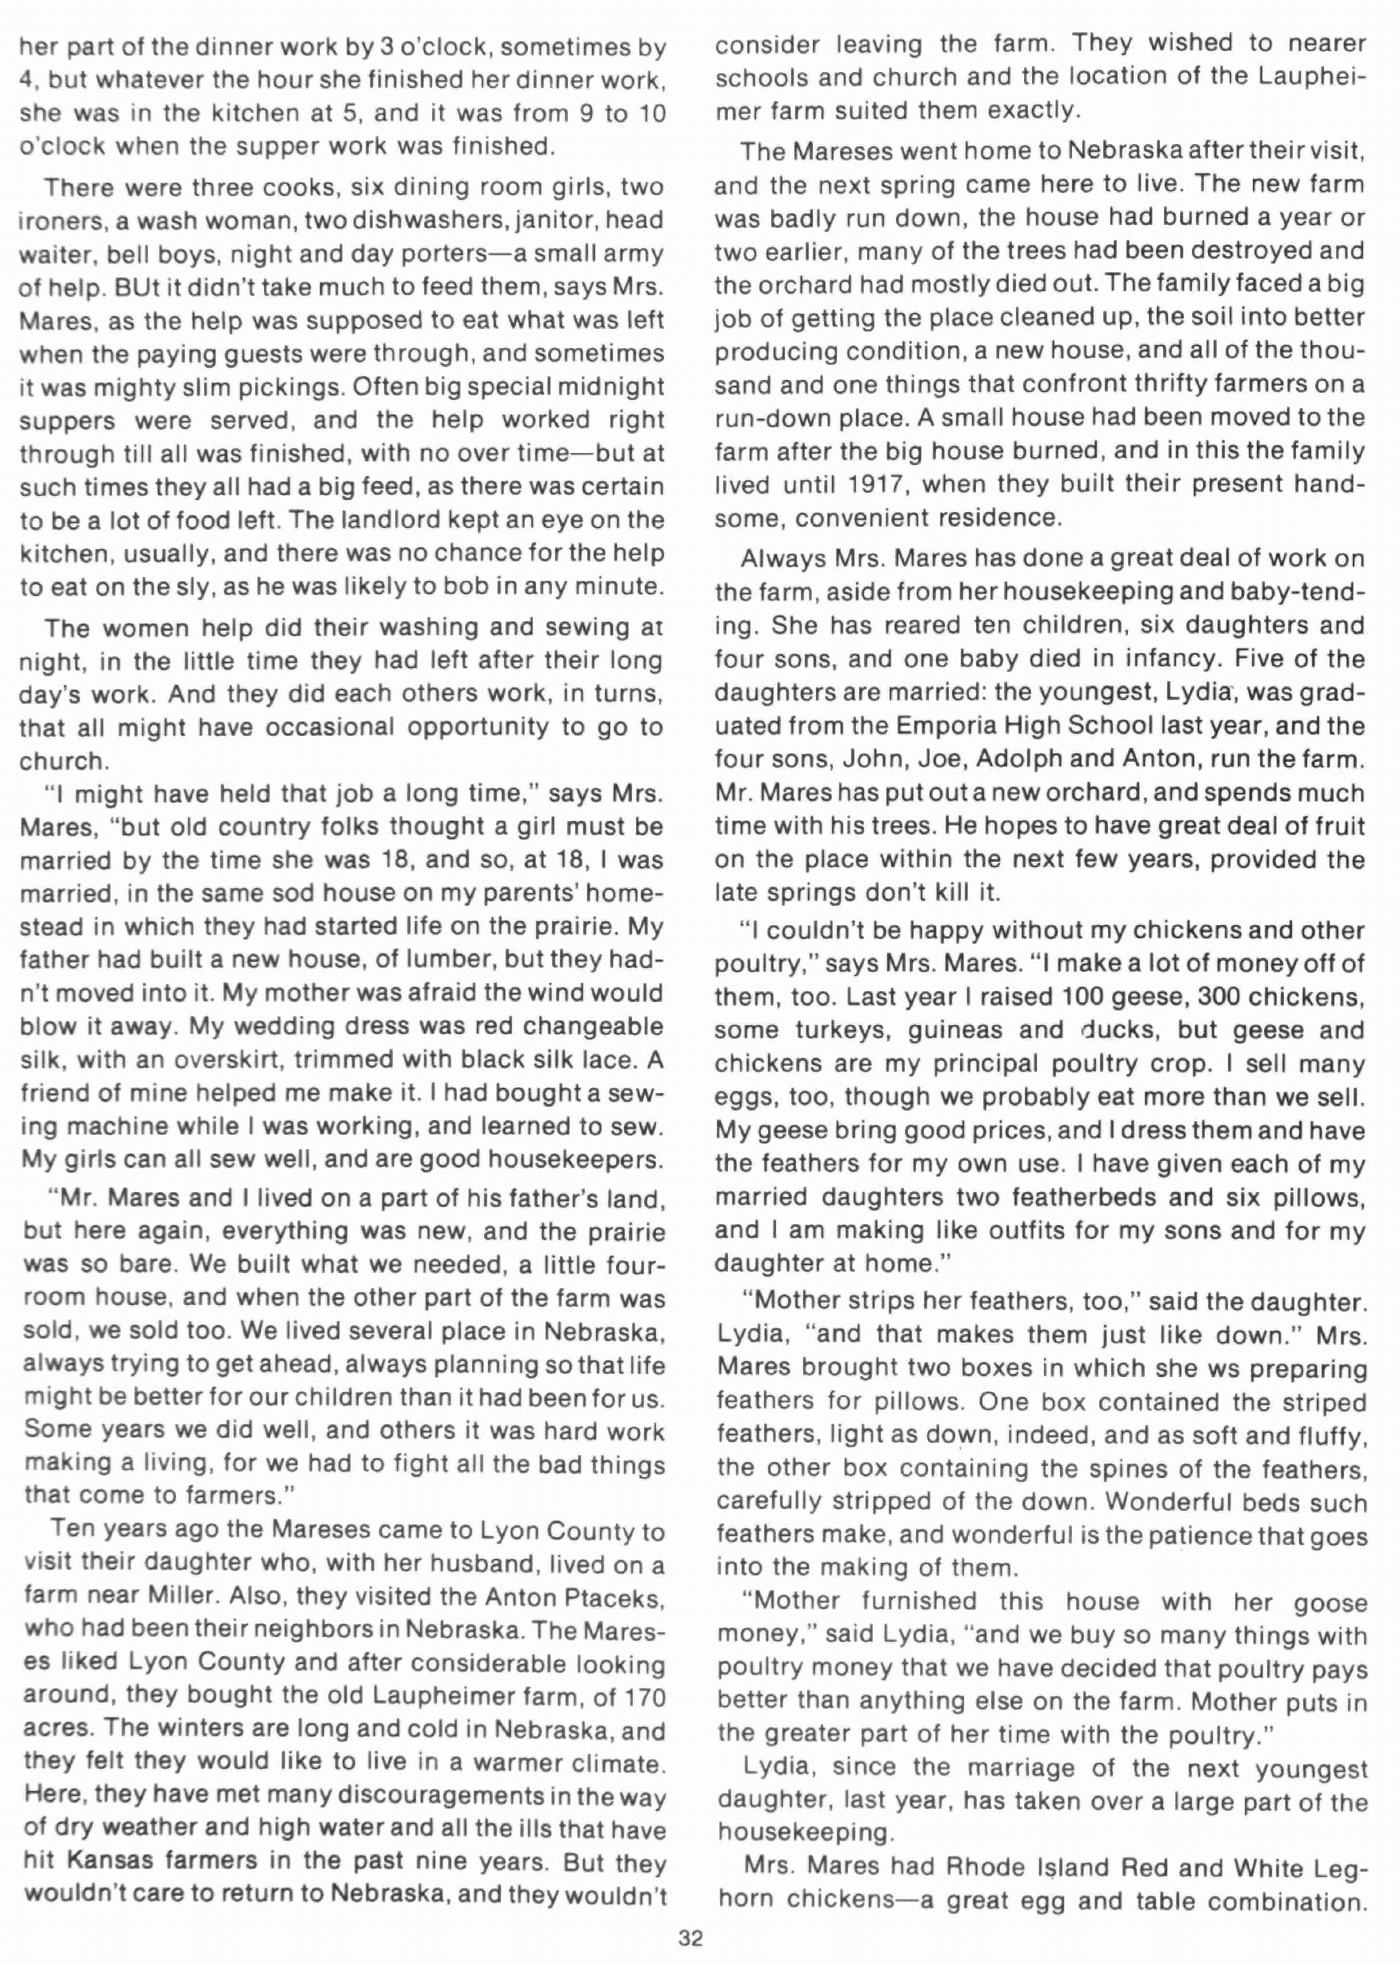 her part of the dinner work by 3 o'clock, sometimes by
4, but whatever the hour she finished her dinner work,
she was in the kitchen at 5, and it was from 9 to 10
o'clock when the supper work was finished.
There were three cooks, six dining room girls, two
ironers, a wash woman, two dishwashers, janitor, head
waiter, bell boys, night and day porters—a small army
of help. BUt it didn't take much to feed them, says Mrs.
Mares, as the help was supposed to eat what was left
when the paying guests were through, and sometimes
it was mighty slim pickings. Often big special midnight
suppers were served, and the help worked right
through till all was finished, with no over time—but at
such times they all had a big feed, as there was certain
to be a lot of food left. The landlord kept an eye on the
kitchen, usually, and there was no chance for the help
to eat on the sly, as he was likely to bob in any minute.
The women help did their washing and sewing at
night, in the little time they had left after their long
day's work. And they did each others work, in turns,
that all might have occasional opportunity to go to
church.
"I might have held that job a long time," says Mrs.
Mares, "but old country folks thought a girl must be
married by the time she was 18, and so, at 18, I was
married, in the same sod house on my parents' home-
stead in which they had started life on the prairie. My
father had built a new house, of lumber, but they had-
n't moved into it. My mother was afraid the wind would
blow it away. My wedding dress was red changeable
silk, with an overskirt, trimmed with black silk lace. A
friend of mine helped me make it. I had bought a sew-
ing machine while I was working, and learned to sew.
My girls can all sew well, and are good housekeepers.
"Mr. Mares and I lived on a part of his father's land,
but here again, everything was new, and the prairie
was so bare. We built what we needed, a little four-
room house, and when the other part of the farm was
sold, we sold too. We lived several place in Nebraska,
always trying to get ahead, always planning so that life
might be better for our children than it had been for us.
Some years we did well, and others it was hard work
making a living, for we had to fight all the bad things
that come to farmers."
Ten years ago the Mareses came to Lyon County to
visit their daughter who, with her husband, lived on a
farm near Miller. Also, they visited the Anton Ptaceks,
who had been their neighbors in Nebraska. The Mares-
es liked Lyon County and after considerable looking
around, they bought the old Laupheimer farm, of 170
acres. The winters are long and cold in Nebraska, and
they felt they would like to live in a warmer climate.
Here, they have met many discouragements in the way
of dry weather and high water and all the ills that have
hit Kansas farmers in the past nine years. But they
wouldn't care to return to Nebraska, and they wouldn't
consider leaving the farm. They wished to nearer
schools and church and the location of the Lauphei-
mer farm suited them exactly.
The Mareses went home to Nebraska after their visit,
and the next spring came here to live. The new farm
was badly run down, the house had burned a year or
two earlier, many of the trees had been destroyed and
the orchard had mostly died out. The family faced a big
job of getting the place cleaned up, the soil into better
producing condition, a new house, and all of the thou-
sand and one things that confront thrifty farmers on a
run-down place. A small house had been moved to the
farm after the big house burned, and in this the family
lived until 1917, when they built their present hand-
some, convenient residence.
Always Mrs. Mares has done a great deal of work on
the farm, aside from her housekeeping and baby-tend-
ing. She has reared ten children, six daughters and
four sons, and one baby died in infancy. Five of the
daughters are married: the youngest, Lydia, was grad-
uated from the Emporia High School last year, and the
four sons, John, Joe, Adolph and Anton, run the farm.
Mr. Mares has put out a new orchard, and spends much
time with his trees. He hopes to have great deal of fruit
on the place within the next few years, provided the
late springs don't kill it.
"I couldn't be happy without my chickens and other
poultry," says Mrs. Mares. "I make a lot of money off of
them, too. Last year I raised 100 geese, 300 chickens,
some turkeys, guineas and ducks, but geese and
chickens are my principal poultry crop. I sell many
eggs, too, though we probably eat more than we sell.
My geese bring good prices, and I dress them and have
the feathers for my own use. I have given each of my
married daughters two featherbeds and six pillows,
and I am making like outfits for my sons and for my
daughter at home."
"Mother strips her feathers, too," said the daughter.
Lydia, "and that makes them just like down." Mrs.
Mares brought two boxes in which she ws preparing
feathers for pillows. One box contained the striped
feathers, light as down, indeed, and as soft and fluffy,
the other box containing the spines of the feathers,
carefully stripped of the down. Wonderful beds such
feathers make, and wonderful is the patience that goes
into the making of them.
"Mother furnished this house with her goose
money," said Lydia, "and we buy so many things with
poultry money that we have decided that poultry pays
better than anything else on the farm. Mother puts in
the greater part of her time with the poultry."
Lydia, since the marriage of the next youngest
daughter, last year, has taken over a large part of the
housekeeping.
Mrs. Mares had Rhode Island Red and White Leg-
horn chickens—a great egg and table combination.
32